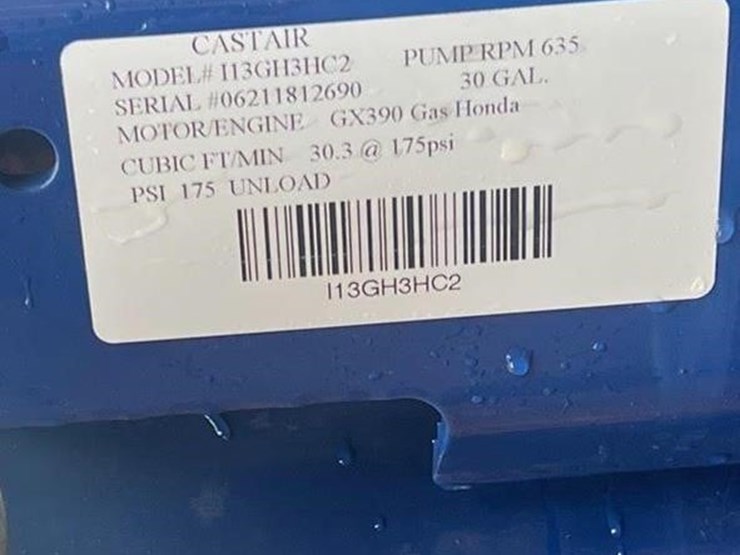 CASTAIR
MODEL# I13GH3HC2 PUMP RPM 635
SERIAL #06211812690 30 GAL.
MOTOR/ENGINE GX390 Gas Honda
CUBIC FT/MIN 30.3 @ 175psi
PSI 175 UNLOAD
I13GH3HC2